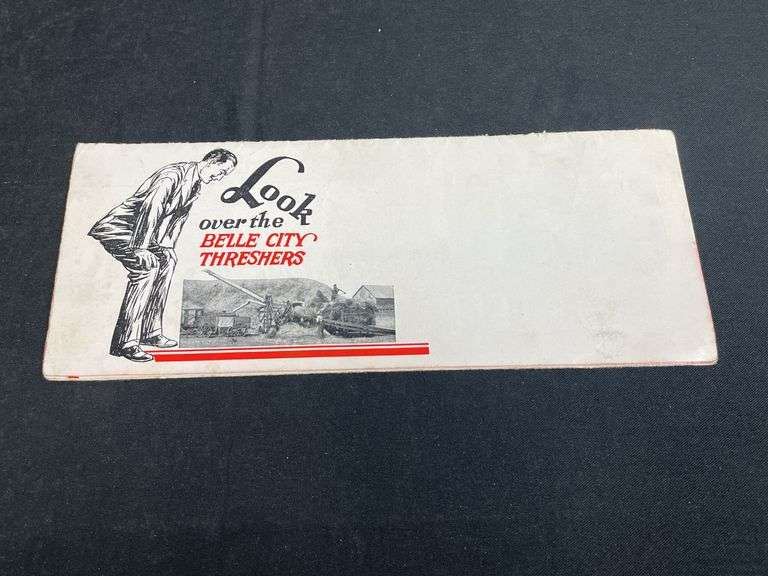 Look
over the
BELLE CITY
THRESHERS